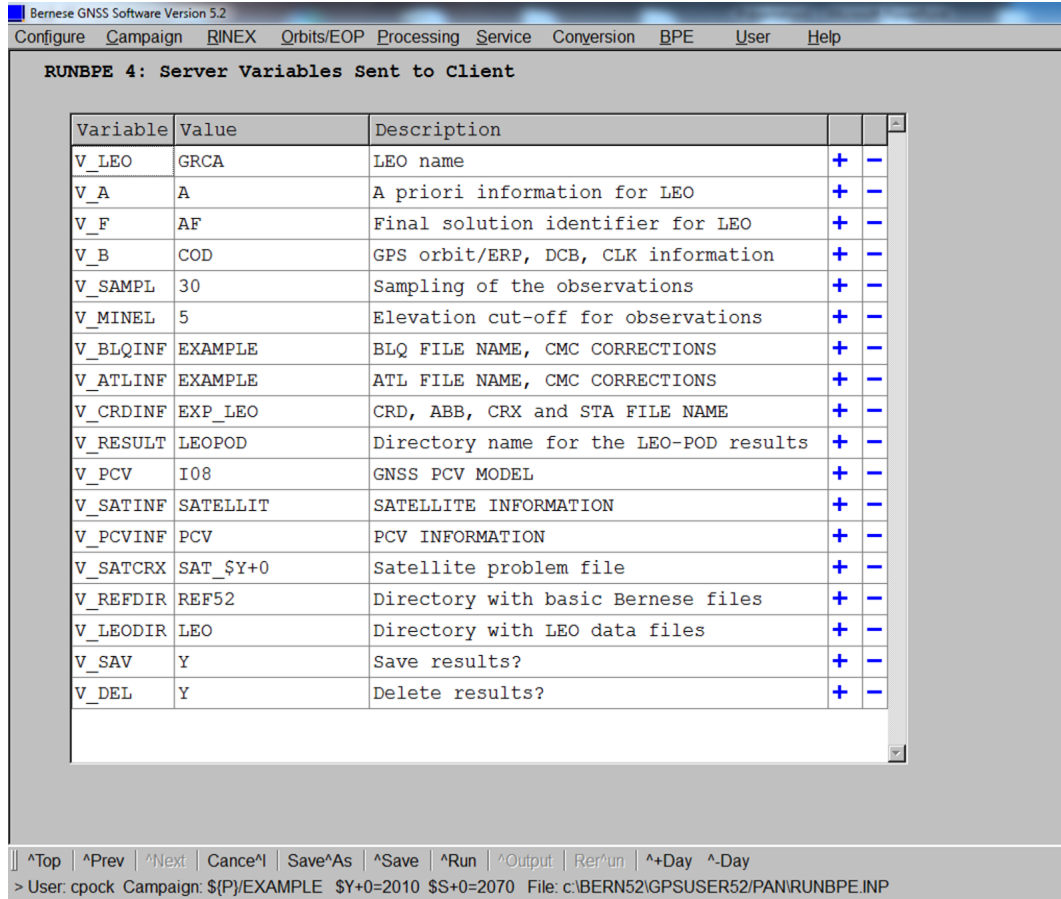 Bernese GNSS Software Version 5.2
Configure Campaign RINEX Orbits/EOP Processing Service Conversion BPE User Help
RUNBPE 4: Server Variables Sent to Client
Variable Value Description
V_LEO GRCA LEO name + -
V_A A A priori information for LEO + -
V_F AF Final solution identifier for LEO + -
V_B COD GPS orbit/ERP, DCB, CLK information + -
V_SAMPL 30 Sampling of the observations + -
V_MINEL 5 Elevation cut-off for observations + -
V_BLQINF EXAMPLE BLQ FILE NAME, CMC CORRECTIONS + -
V_ATLINF EXAMPLE ATL FILE NAME, CMC CORRECTIONS + -
V_CRDINF EXP_LEO CRD, ABB, CRX and STA FILE NAME + -
V_RESULT LEOPOD Directory name for the LEO-POD results + -
V_PCV I08 GNSS PCV MODEL + -
V_SATINF SATELLIT SATELLITE INFORMATION + -
V_PCVINF PCV PCV INFORMATION + -
V_SATCRX SAT_$Y+0 Satellite problem file + -
V_REFDIR REF52 Directory with basic Bernese files + -
V_LEODIR LEO Directory with LEO data files + -
V_SAV Y Save results? + -
V_DEL Y Delete results? + -
^Top ^Prev ^Next Cance^l Save^As ^Save ^Run ^Output Rer^un ^+Day ^-Day
> User: cpock Campaign: ${P}/EXAMPLE $Y+0=2010 $S+0=2070 File: c:\BERN52\GPSUSER52/PAN\RUNBPE.INP